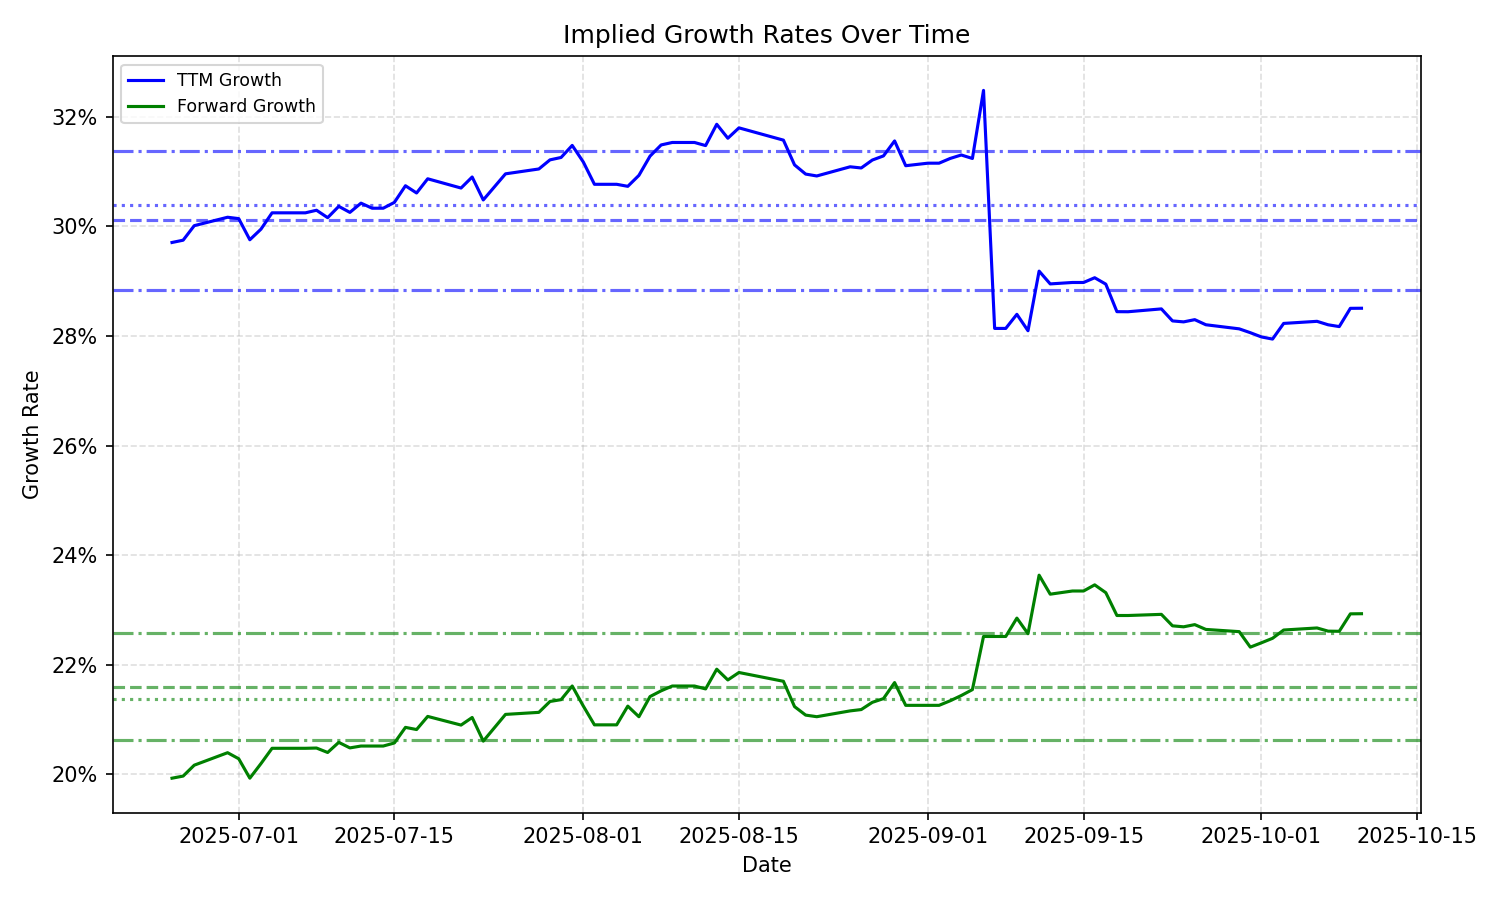 Implied Growth Rates Over Time
TTM Growth
Forward Growth
32%
30%
28%
26%
24%
22%
20%
Growth Rate
2025-07-01 2025-07-15 2025-08-01 2025-08-15 2025-09-01 2025-09-15 2025-10-01 2025-10-15
Date